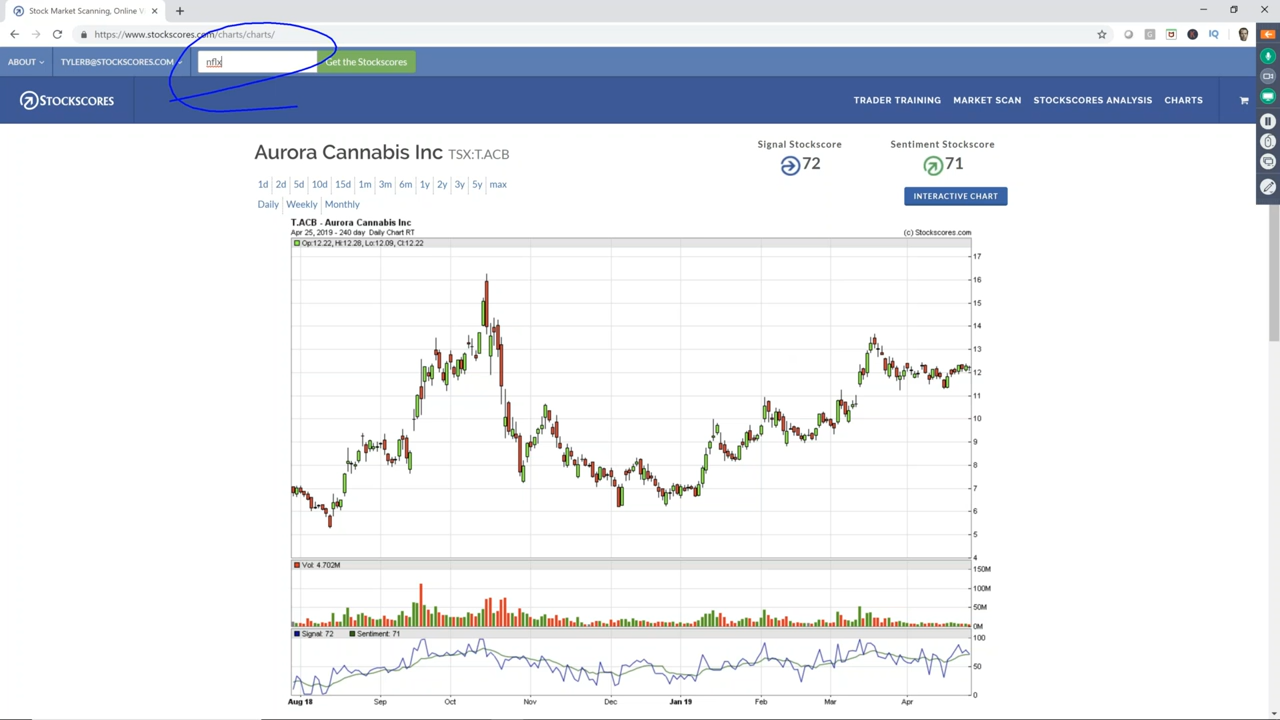 Stock Market Scanning, Online V
https://www.stockscores.com/charts/charts/
IQ
ABOUT TYLERB@STOCKSCORES.COM nflx Get the Stockscores
STOCKSCORES TRADER TRAINING MARKET SCAN STOCKSCORES ANALYSIS CHARTS
Aurora Cannabis Inc TSX:T.ACB
Signal Stockscore
72
Sentiment Stockscore
71
1d 2d 5d 10d 15d 1m 3m 6m 1y 2y 3y 5y max
INTERACTIVE CHART
Daily Weekly Monthly
T.ACB - Aurora Cannabis Inc
Apr 25, 2019 - 240 day Daily Chart RT (c) Stockscores.com
Op:12.22, Hi:12.28, Lo:12.09, Cl:12.22
17
16
15
14
13
12
11
10
9
8
7
6
5
4
Vol: 4.702M
150M
100M
50M
0M
Signal: 72 Sentiment: 71
100
50
0
Aug 18 Sep Oct Nov Dec Jan 19 Feb Mar Apr